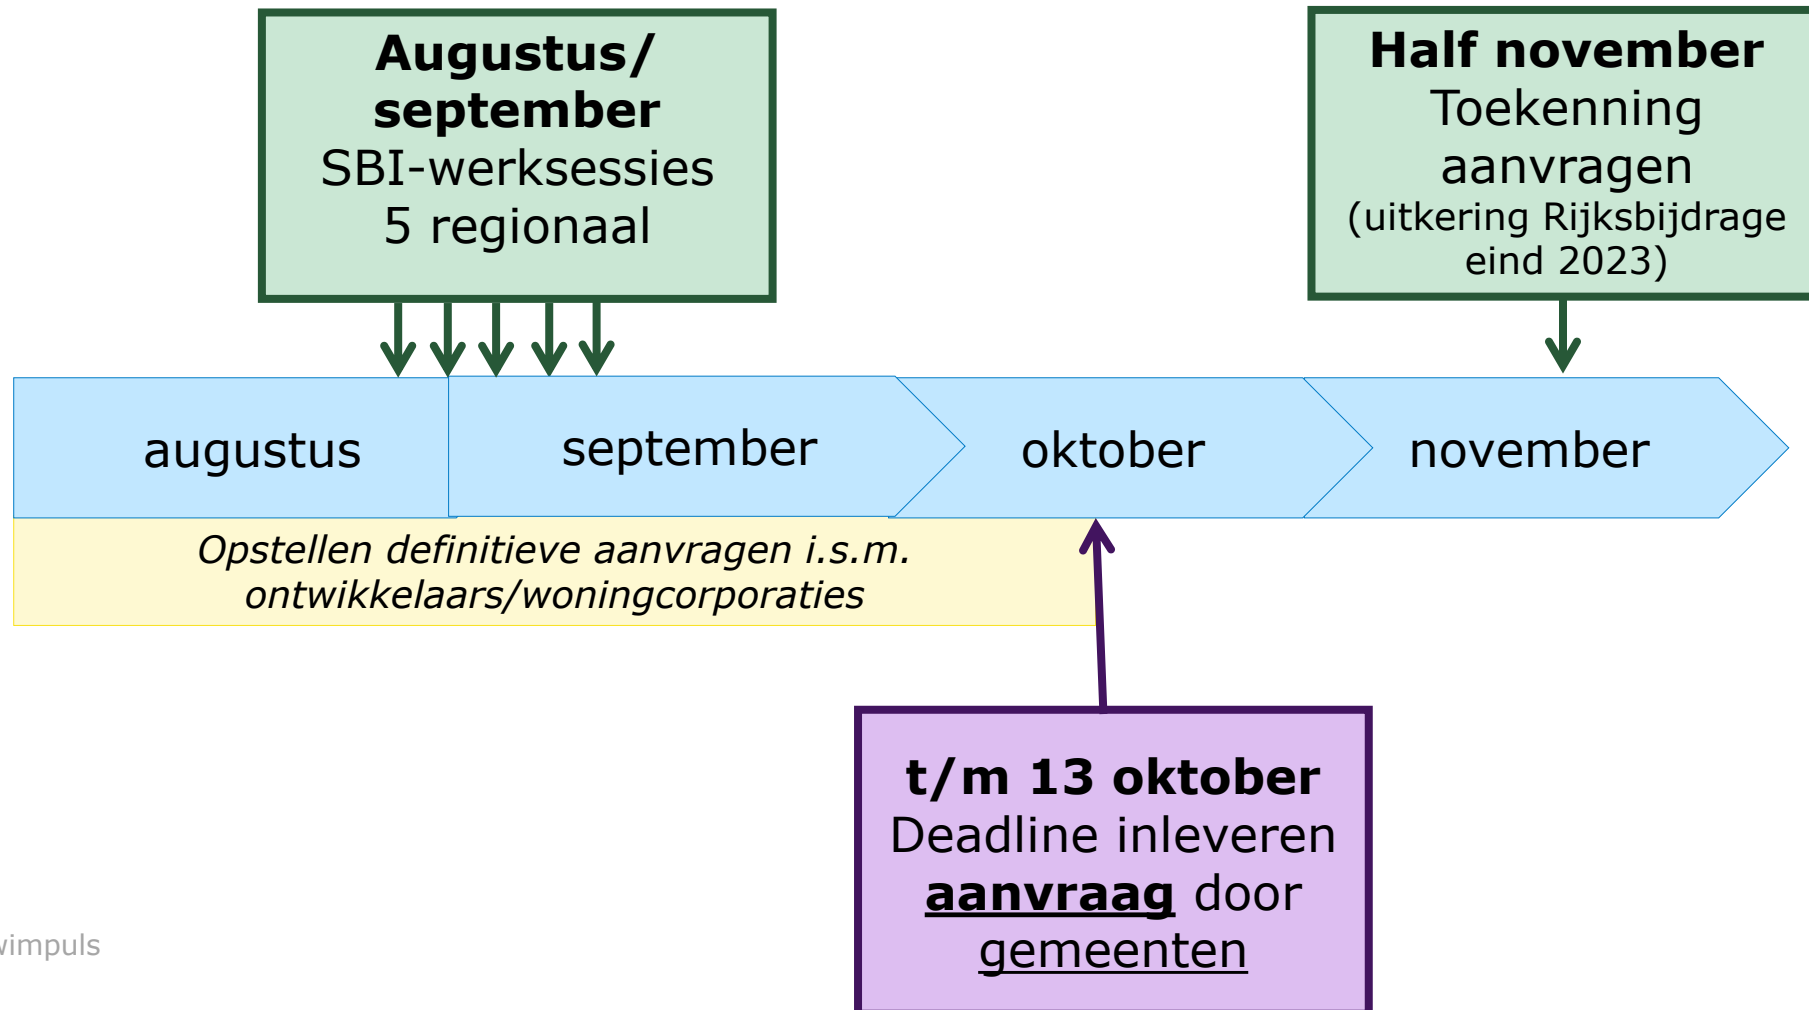 Augustus/
september
SBI-werksessies
5 regionaal
Half november
Toekenning
aanvragen
(uitkering Rijksbijdrage
eind 2023)
augustus
september
oktober
november
Opstellen definitieve aanvragen i.s.m.
ontwikkelaars/woningcorporaties
t/m 13 oktober
Deadline inleveren
aanvraag door
gemeenten
wimpuls